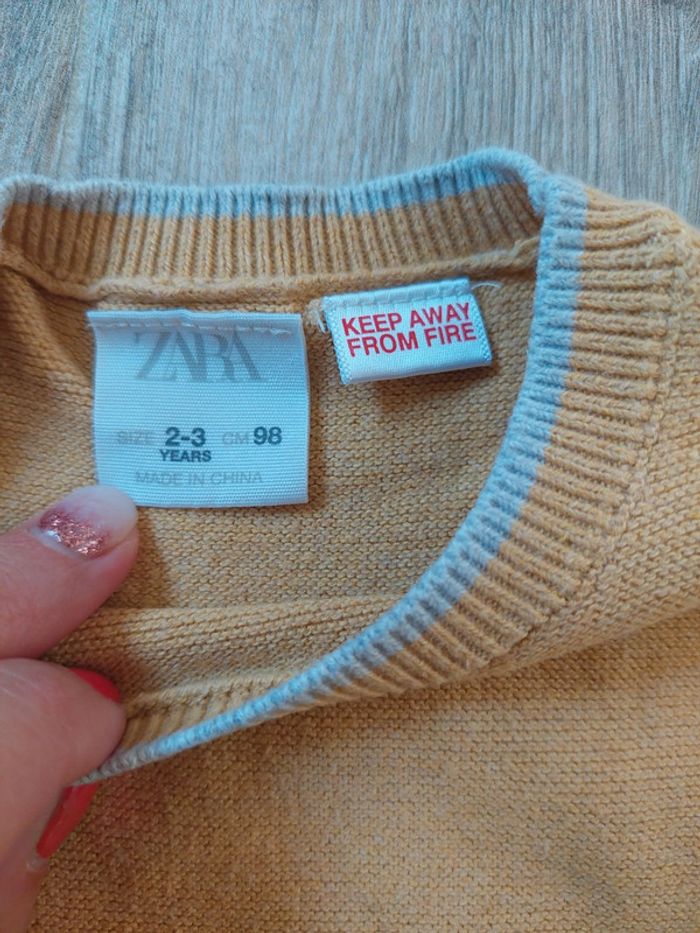 ZARA
SIZE 2-3 CM 98
YEARS
MADE IN CHINA
KEEP AWAY
FROM FIRE